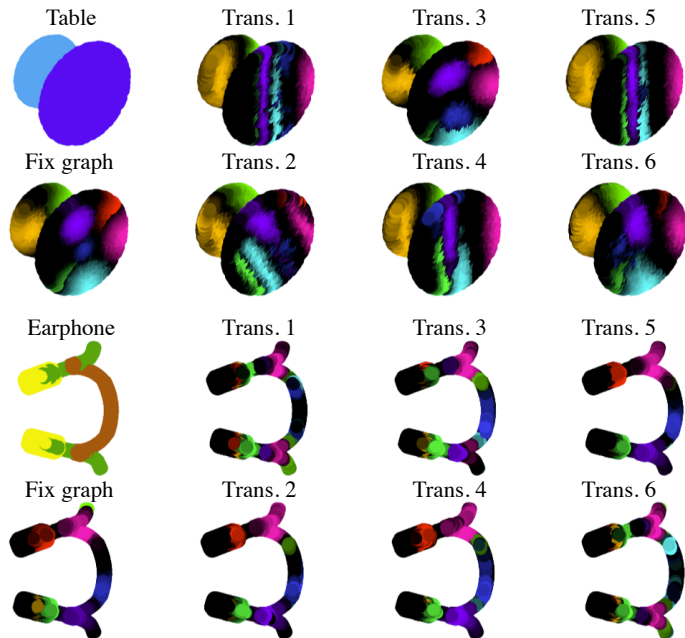 Table Trans. 1 Trans. 3 Trans. 5
Fix graph Trans. 2 Trans. 4 Trans. 6
Earphone Trans. 1 Trans. 3 Trans. 5
Fix graph Trans. 2 Trans. 4 Trans. 6